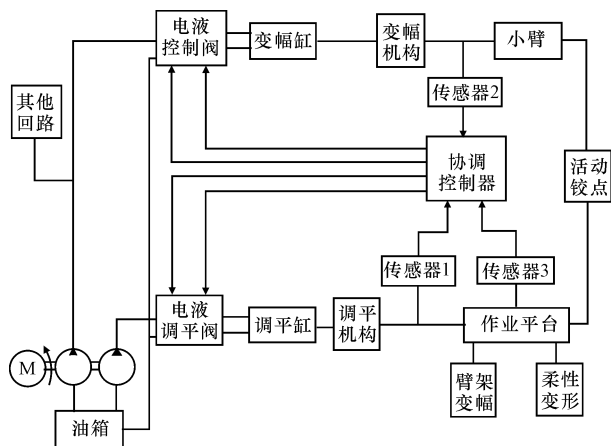 电液
控制阀
变幅缸
变幅
机构
小臂
其他
回路
传感器2
协调
控制器
活动
铰点
传感器1
传感器3
电液
调平阀
调平缸
调平
机构
作业平台
M
臂架
变幅
柔性
变形
油箱